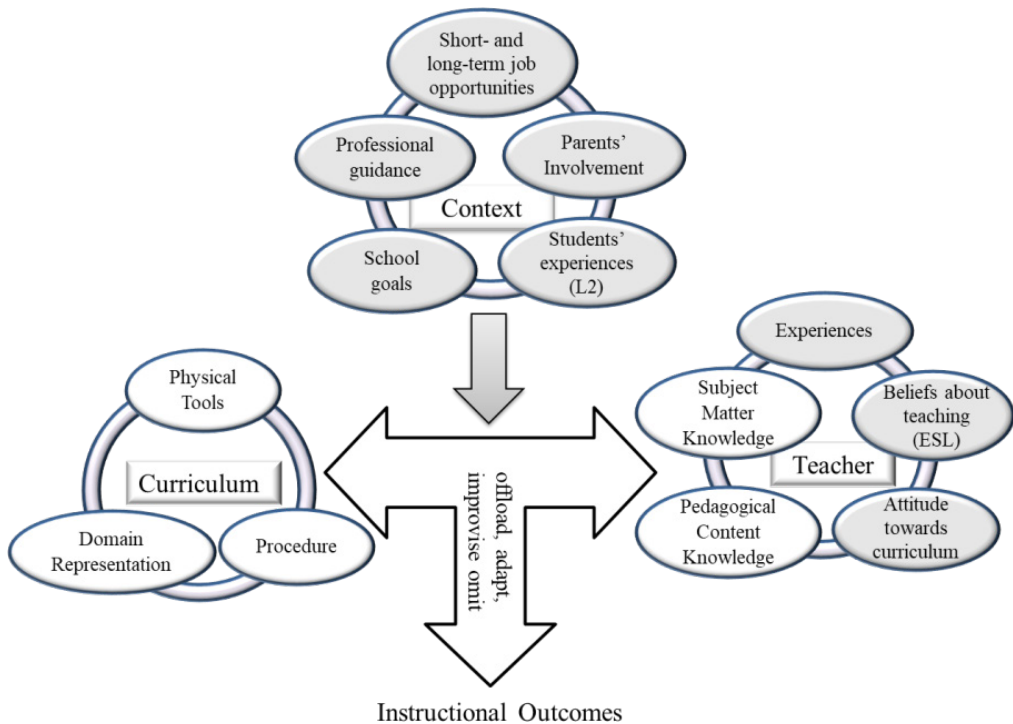 Short- and
long-term job
opportunities
Professional
guidance
Parents’
Involvement
Context
School
goals
Students’
experiences
(L2)
Experiences
Physical
Tools
Subject
Matter
Knowledge
Beliefs about
teaching
(ESL)
Curriculum
Teacher
Domain
Representation
Procedure
Pedagogical
Content
Knowledge
Attitude
towards
curriculum
offload, adapt,
improvise omit
Instructional Outcomes